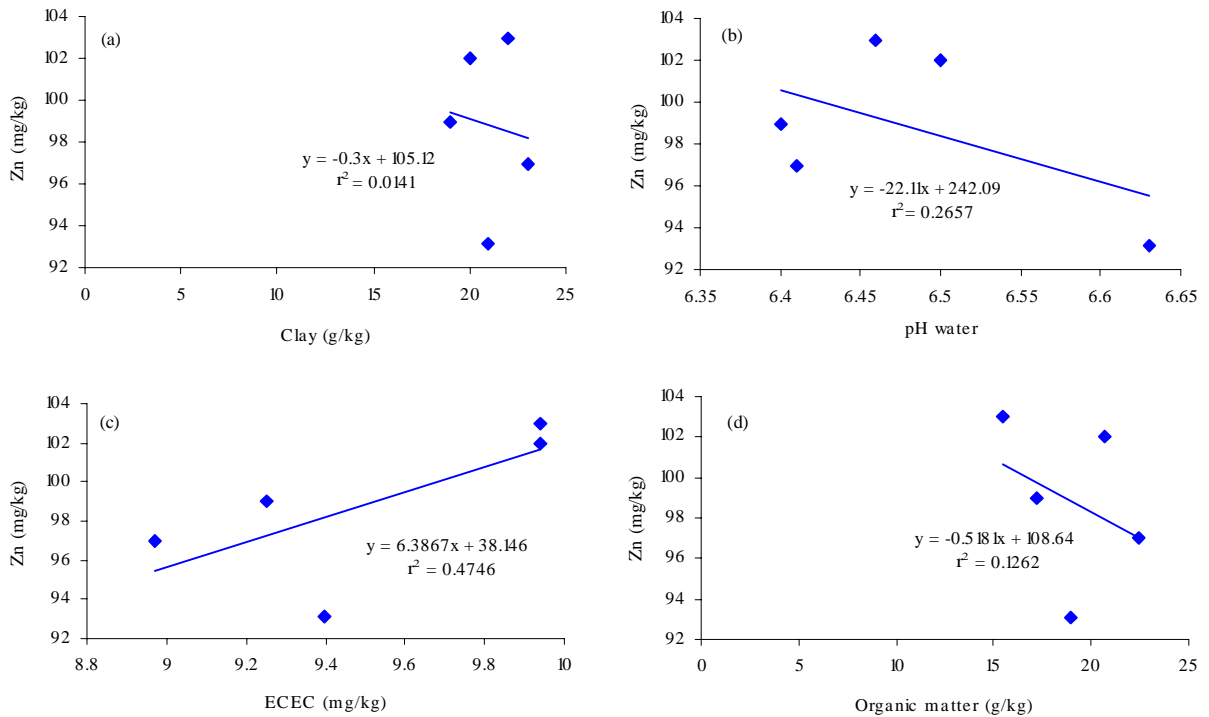 (a)
104
102
100
98
96
94
92
Zn (mg/kg)
y = -0.3x + 105.12
r² = 0.0141
0 5 10 15 20 25
Clay (g/kg)
(b)
104
102
100
98
96
94
92
Zn (mg/kg)
y = -22.11x + 242.09
r² = 0.2657
6.35 6.4 6.45 6.5 6.55 6.6 6.65
pH water
(c)
104
102
100
98
96
94
92
Zn (mg/kg)
y = 6.3867x + 38.146
r² = 0.4746
8.8 9 9.2 9.4 9.6 9.8 10
ECEC (mg/kg)
(d)
104
102
100
98
96
94
92
Zn (mg/kg)
y = -0.5181x + 108.64
r² = 0.1262
0 5 10 15 20 25
Organic matter (g/kg)